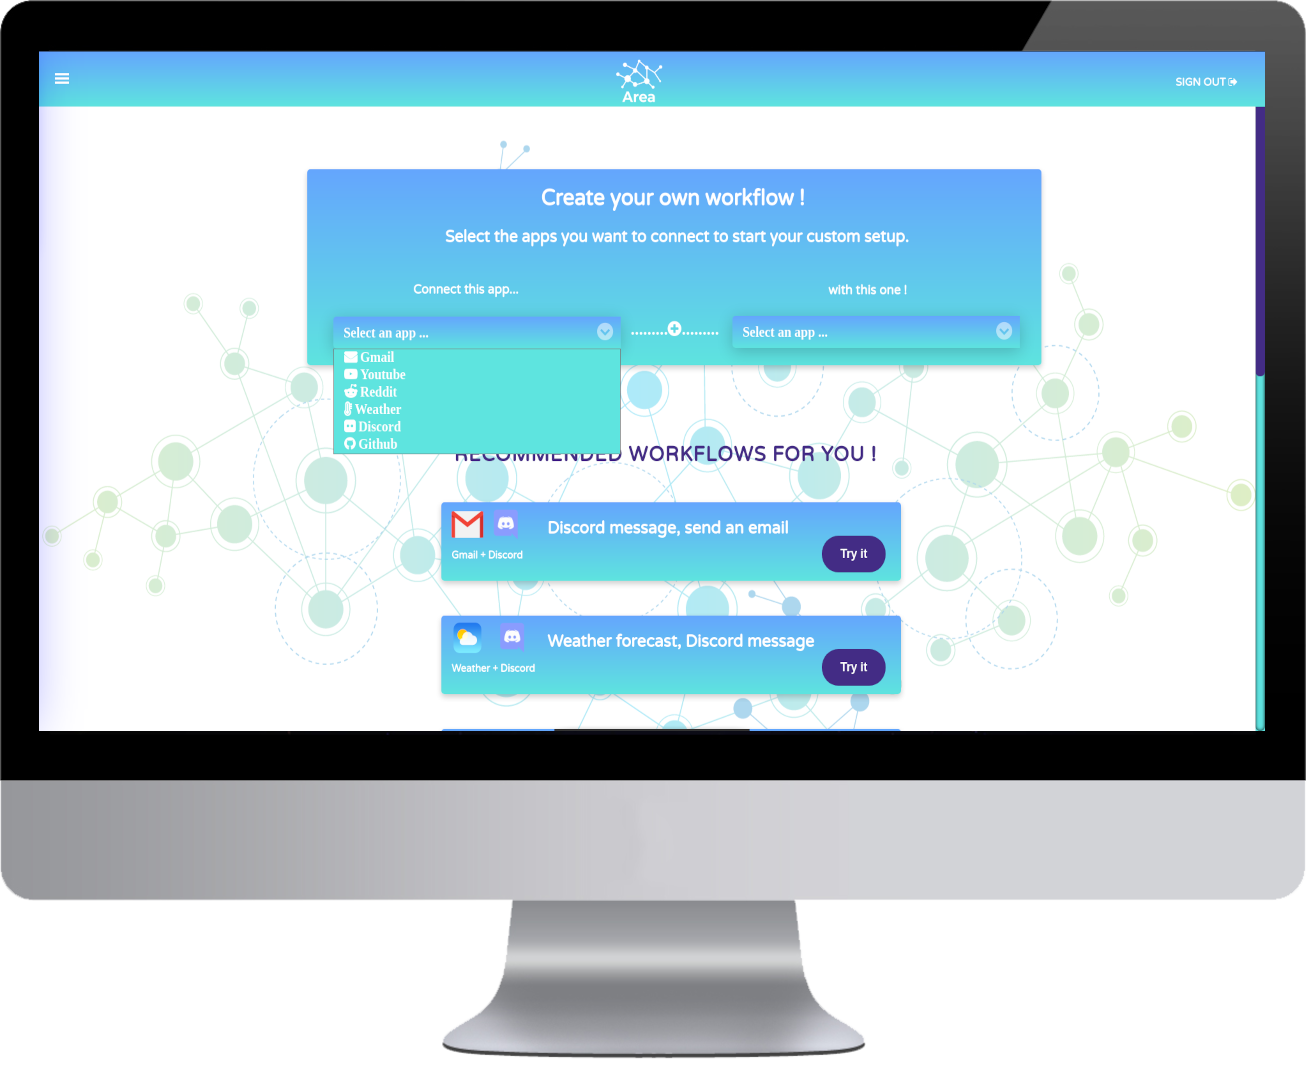 Area
SIGN OUT
Create your own workflow !
Select the apps you want to connect to start your custom setup.
Connect this app...
with this one !
Select an app ...
Select an app ...
Gmail
Youtube
Reddit
Weather
Discord
Github
RECOMMENDED WORKFLOWS FOR YOU !
Discord message, send an email
Gmail + Discord
Try it
Weather forecast, Discord message
Weather + Discord
Try it